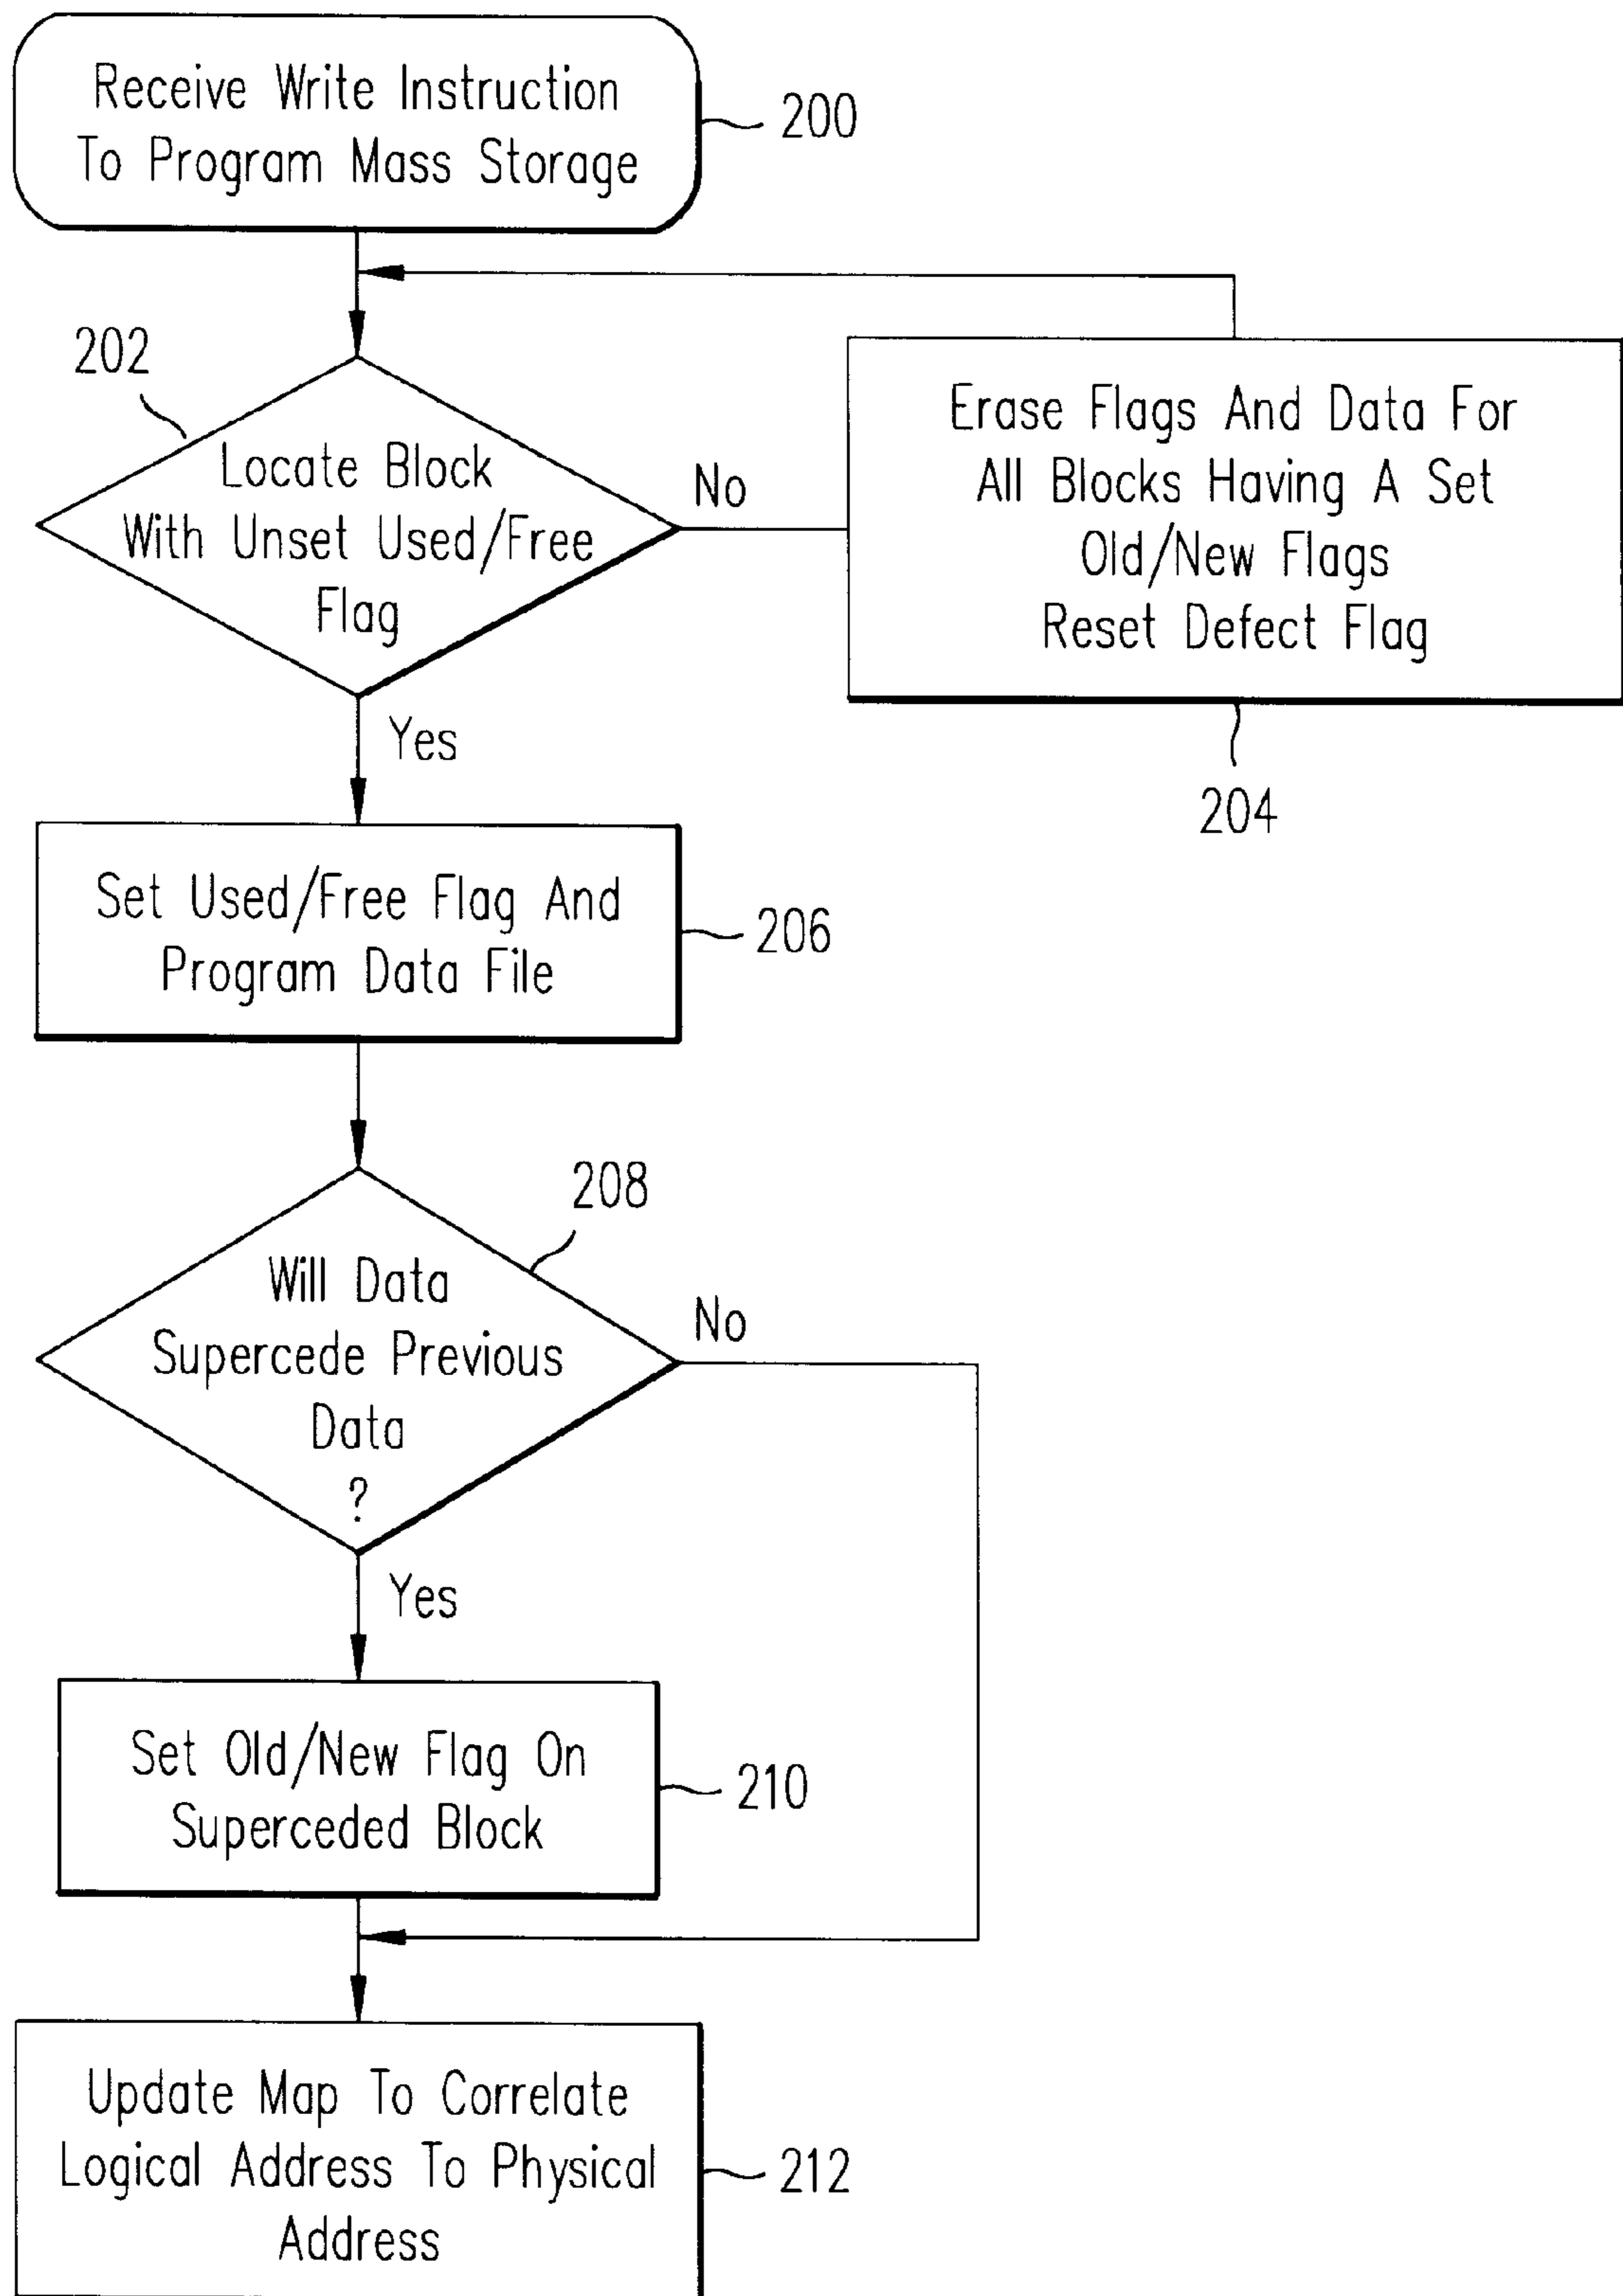 Receive Write Instruction
To Program Mass Storage
200
202
Locate Block
With Unset Used/Free
Flag
No
Erase Flags And Data For
All Blocks Having A Set
Old/New Flags
Reset Defect Flag
204
Yes
Set Used/Free Flag And
Program Data File
206
208
Will Data
Supercede Previous
Data
?
No
Yes
Set Old/New Flag On
Superceded Block
210
Update Map To Correlate
Logical Address To Physical
Address
212